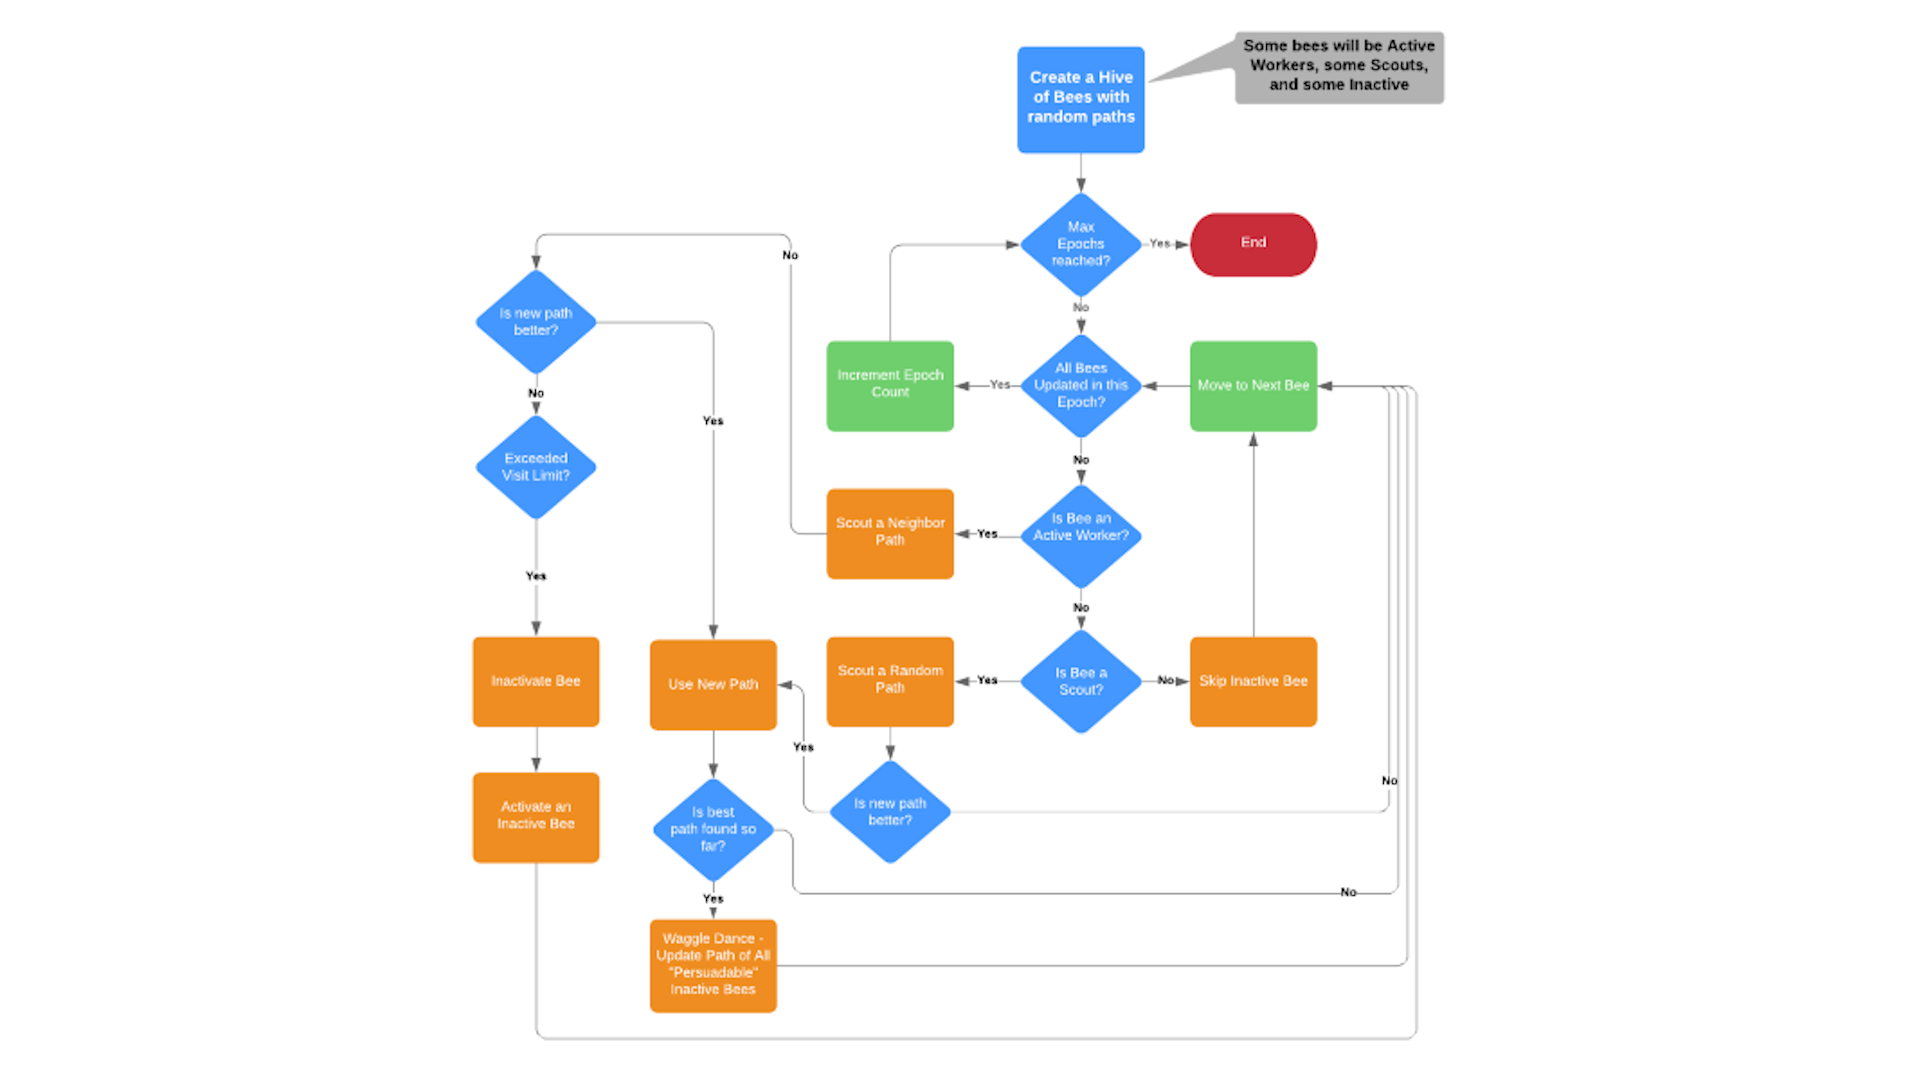 Some bees will be Active
Workers, some Scouts,
and some Inactive
Create a Hive
of Bees with
random paths
Max
Epochs
reached?
Yes
End
No
No
Is new path
better?
No
Yes
Exceeded
Visit Limit?
Yes
Increment Epoch
Count
Yes
All Bees
Updated in this
Epoch?
Move to Next Bee
No
Scout a Neighbor
Path
Yes
Is Bee an
Active Worker?
No
Inactivate Bee
Use New Path
Scout a Random
Path
Yes
Is Bee a
Scout?
No
Skip Inactive Bee
Yes
Activate an
Inactive Bee
Is best
path found so
far?
Is new path
better?
No
No
Yes
Waggle Dance -
Update Path of All
"Persuadable"
Inactive Bees